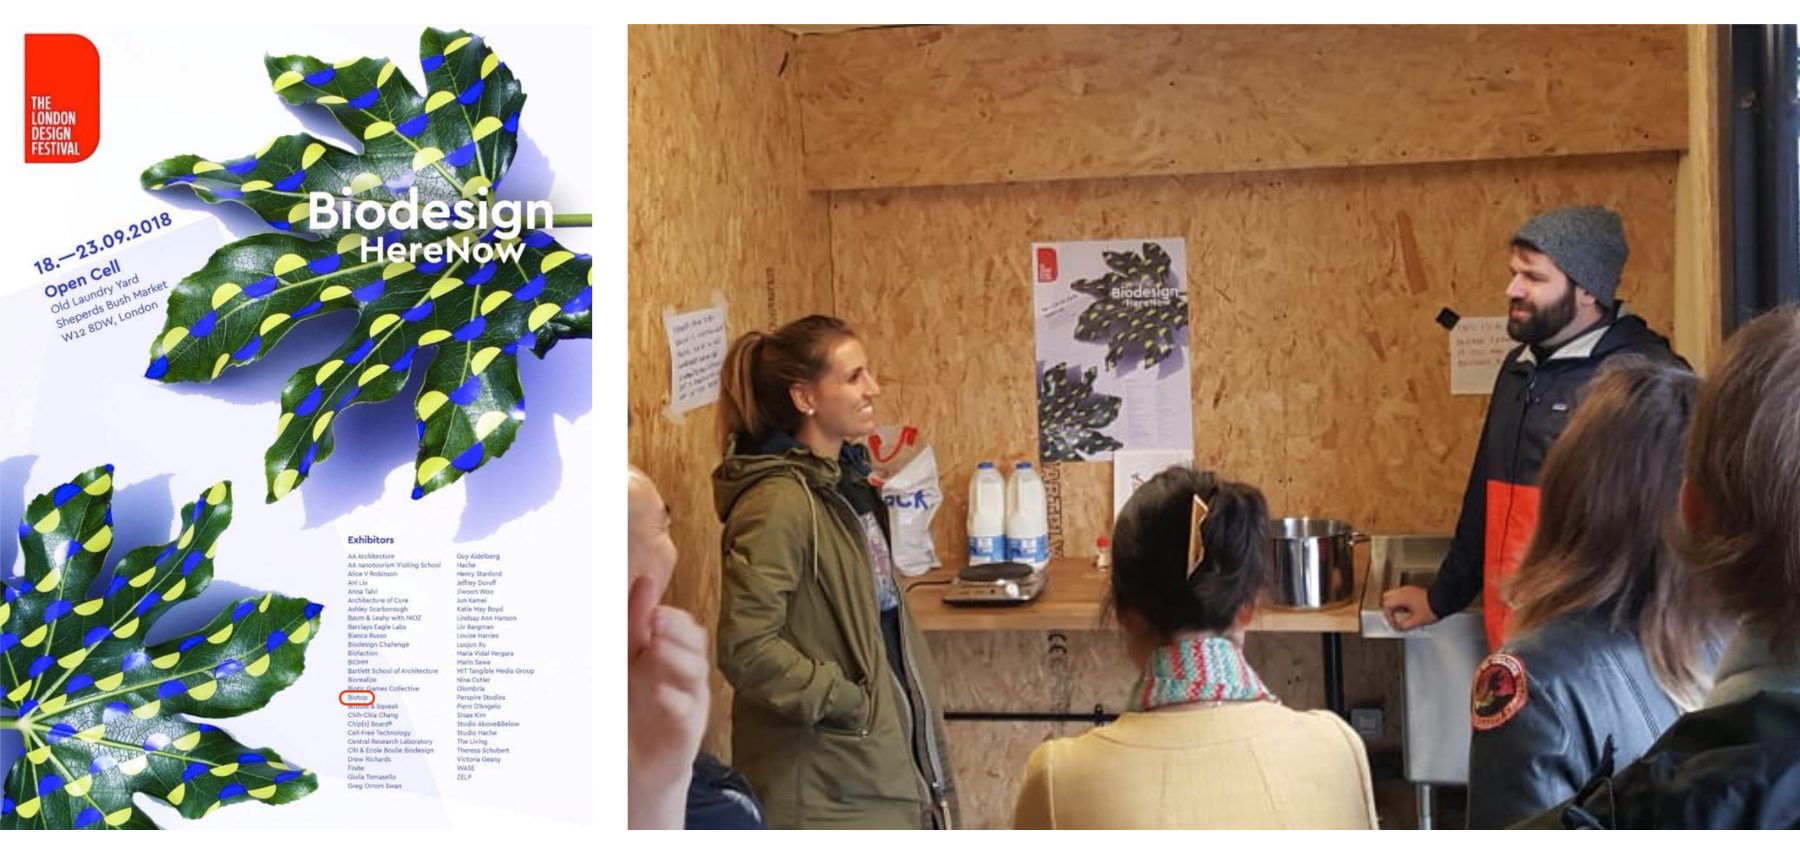 THE
LONDON
DESIGN
FESTIVAL
Biodesign
HereNow
18.—23.09.2018
Open Cell
Old Laundry Yard
Sheperds Bush Market
W12 8DW, London
Exhibitors
AA Architecture
AA nanotourism Visiting School
Alice V Robinson
Ani Liu
Anna Talvi
Architecture of Cure
Ashley Scarborough
Baum & Leahy with NIOZ
Barclays Eagle Labs
Bianca Russo
Biodesign Challenge
Biofaction
BIOHM
Bartlett School of Architecture
Biorealize
Biotic Games Collective
Biotop
Bubble & Squeak
Chih-Chia Chang
Chip[s] Board®
Cell-Free Technology
Central Research Laboratory
CRI & Ecole Boulle Biodesign
Drew Richards
Finite
Giulia Tomasello
Greg Orrom Swan
Guy Aidelberg
Hache
Henry Stanford
Jeffrey Doruff
Jiwoon Woo
Jun Kamei
Katie May Boyd
Lindsay Ann Hanson
Liv Bargman
Louize Harries
Luojun Xu
Maria Vidal Vergara
Marin Sawa
MIT Tangible Media Group
Nina Cutler
Olombria
Perspire Studios
Piero D'Angelo
Sinae Kim
Studio Above&Below
Studio Hache
The Living
Theresa Schubert
Victoria Geany
WASE
ZELP
Biodesign
HereNow
CE